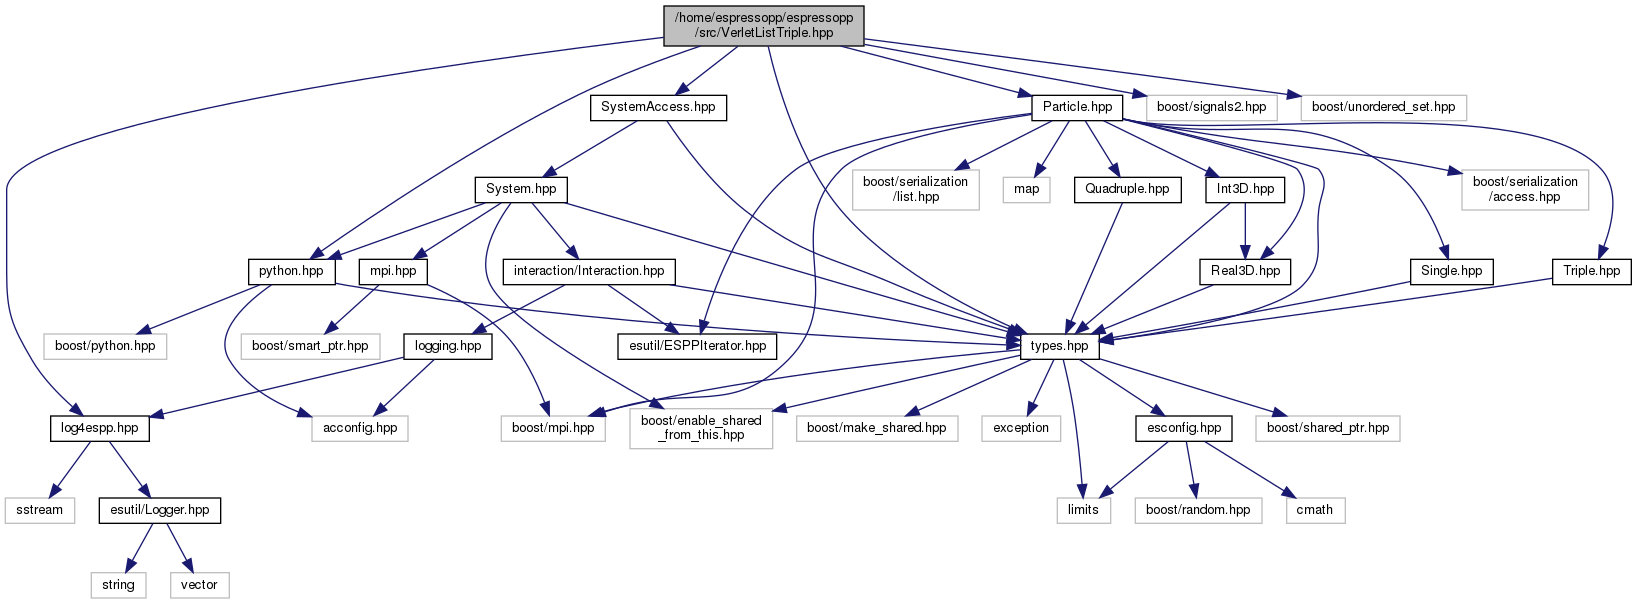 /home/espressopp/espressopp
/src/VerletListTriple.hpp
SystemAccess.hpp
Particle.hpp
boost/signals2.hpp
boost/unordered_set.hpp
System.hpp
boost/serialization
/list.hpp
map
Quadruple.hpp
Int3D.hpp
boost/serialization
/access.hpp
python.hpp
mpi.hpp
interaction/Interaction.hpp
Real3D.hpp
Single.hpp
Triple.hpp
boost/python.hpp
boost/smart_ptr.hpp
logging.hpp
esutil/ESPPIterator.hpp
types.hpp
log4espp.hpp
acconfig.hpp
boost/mpi.hpp
boost/enable_shared
_from_this.hpp
boost/make_shared.hpp
exception
esconfig.hpp
boost/shared_ptr.hpp
sstream
esutil/Logger.hpp
limits
boost/random.hpp
cmath
string
vector